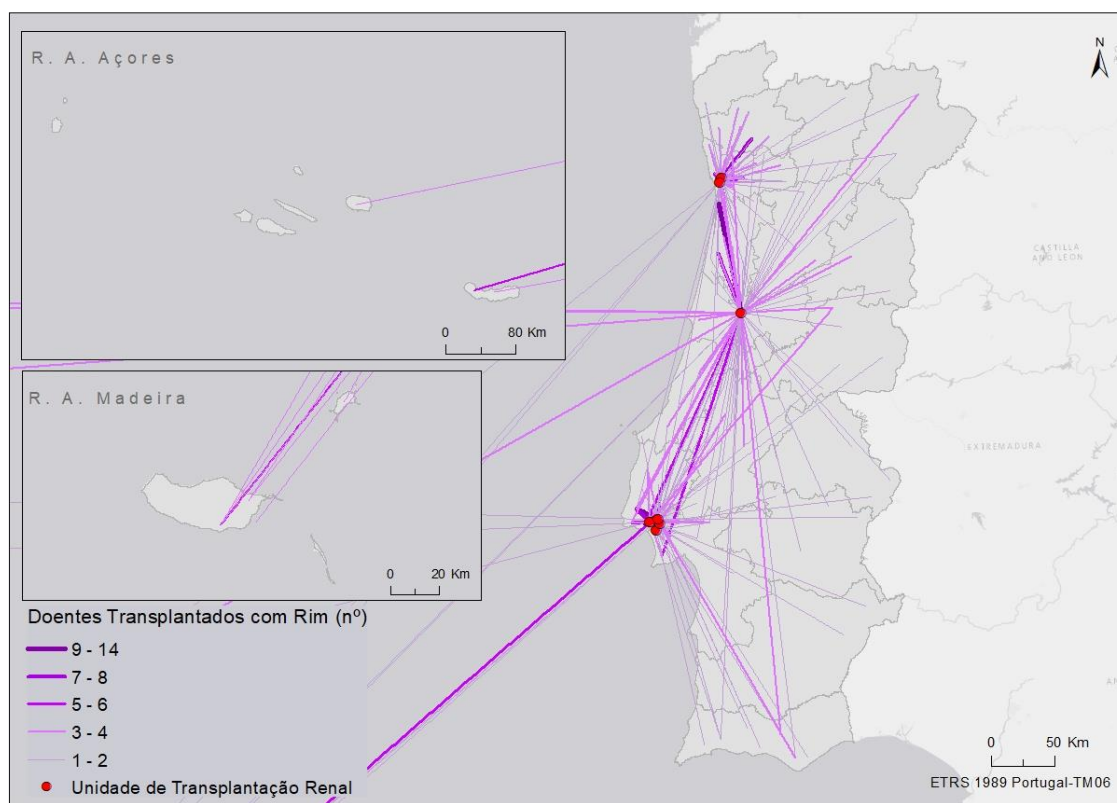 R. A. Açores
0 80 Km
R. A. Madeira
0 20 Km
Doentes Transplantados com Rim (nº)
9 - 14
7 - 8
5 - 6
3 - 4
1 - 2
Unidade de Transplantação Renal
N
CASTILLA
AND LEON
EXTREMADURA
0 50 Km
ETRS 1989 Portugal-TM06